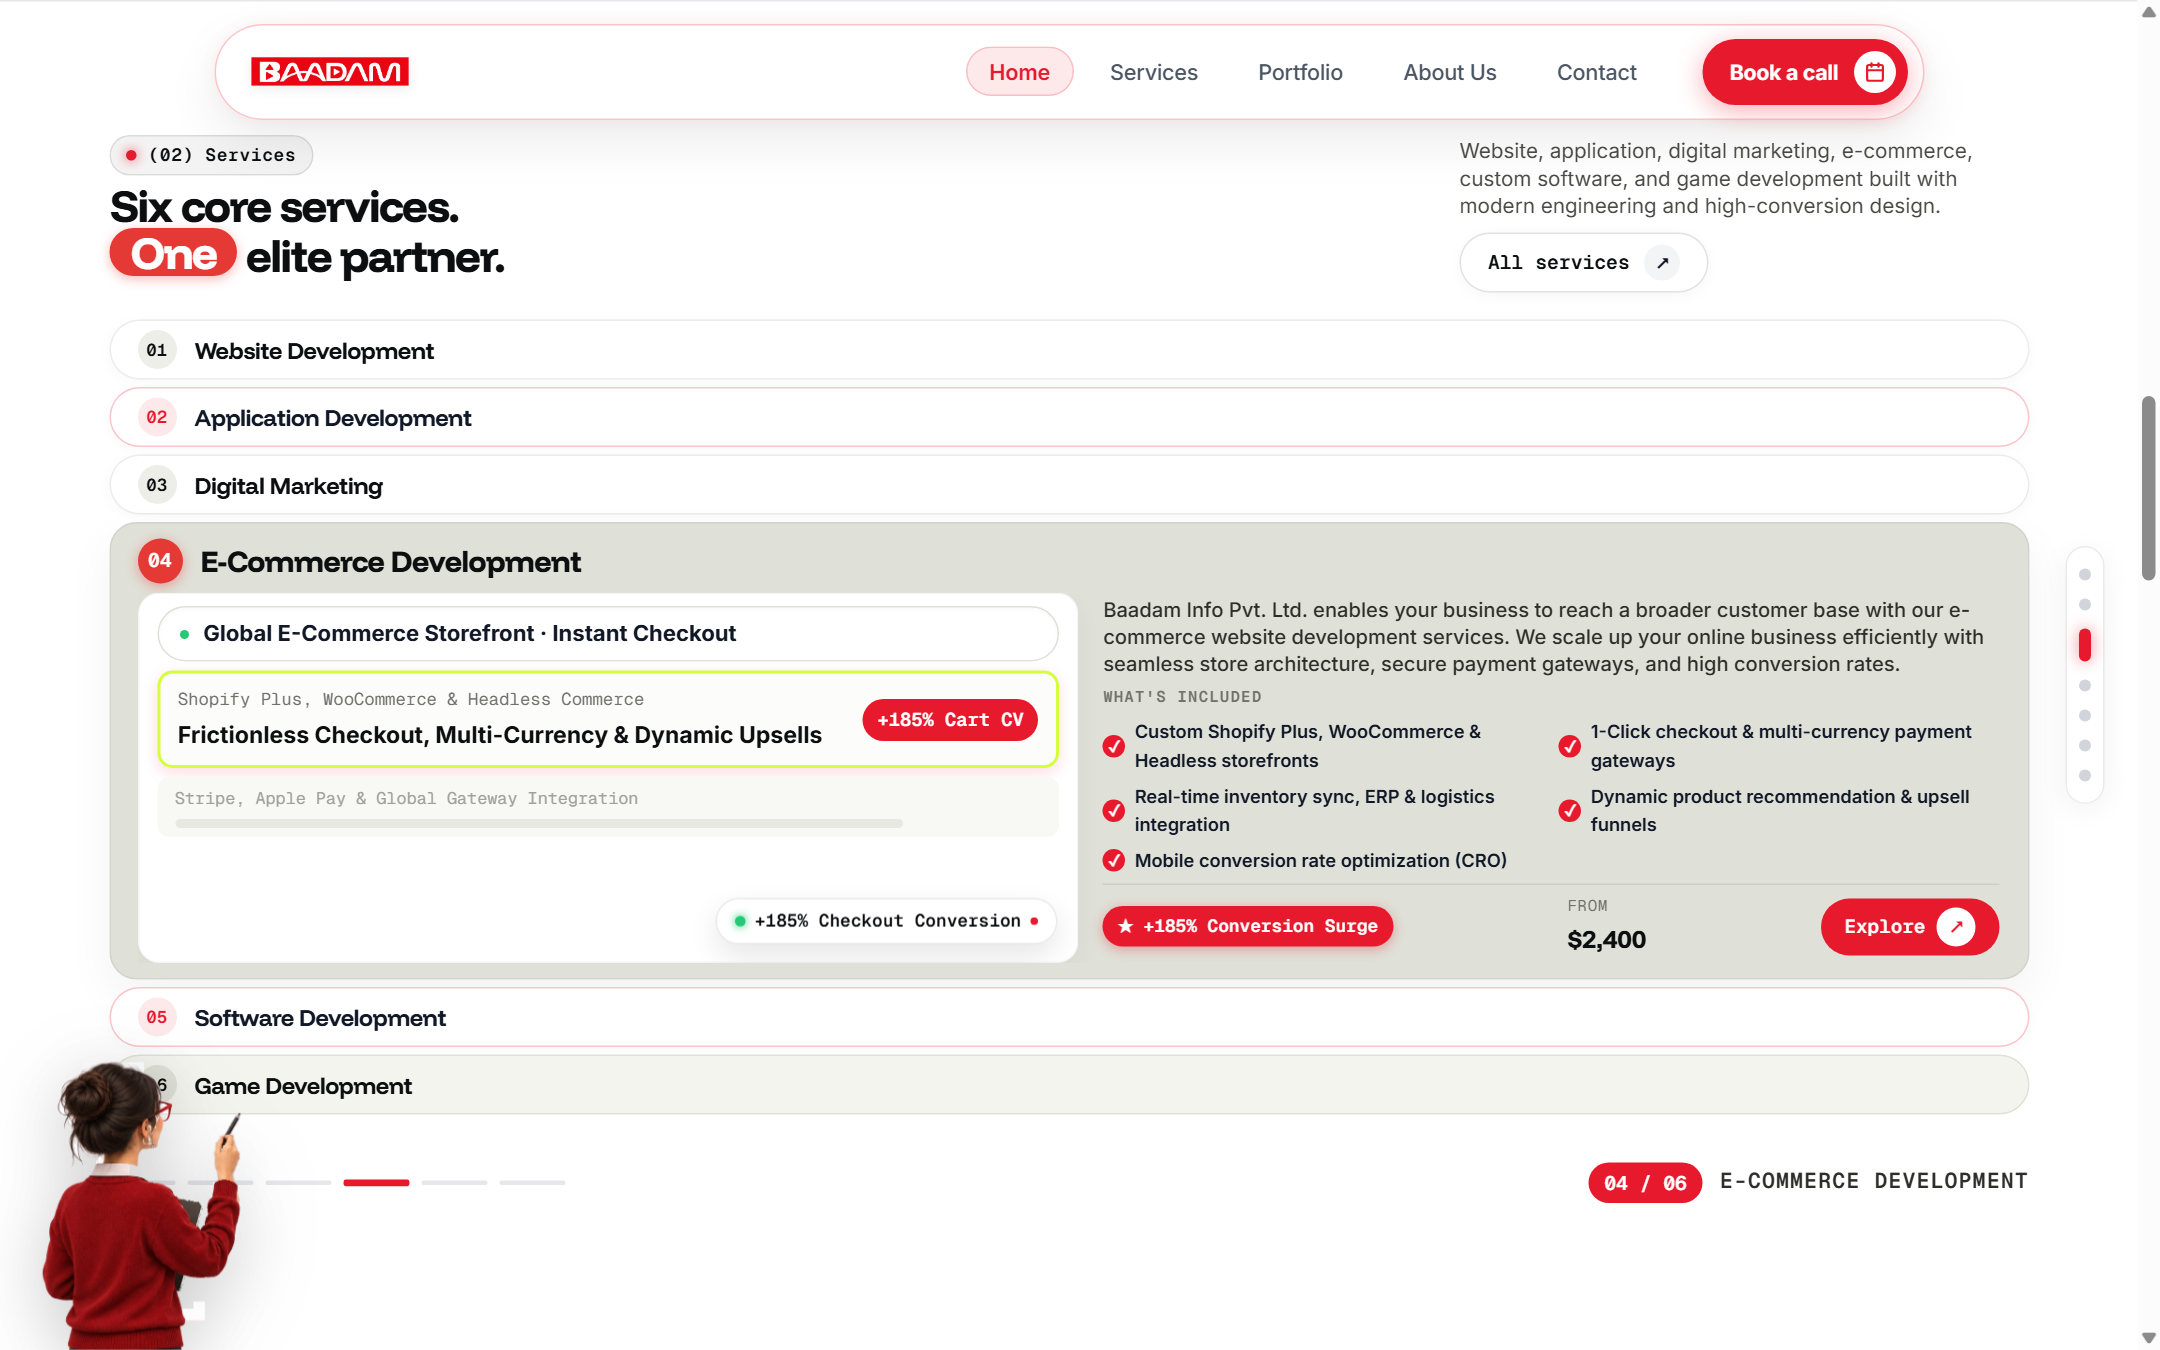 BAADAM
Home
Services
Portfolio
About Us
Contact
Book a call
(02) Services
Six core services.
One elite partner.
Website, application, digital marketing, e-commerce,
custom software, and game development built with
modern engineering and high-conversion design.
All services ↗
01 Website Development
02 Application Development
03 Digital Marketing
04 E-Commerce Development
Global E-Commerce Storefront · Instant Checkout
Shopify Plus, WooCommerce & Headless Commerce
Frictionless Checkout, Multi-Currency & Dynamic Upsells
+185% Cart CV
Stripe, Apple Pay & Global Gateway Integration
+185% Checkout Conversion
Baadam Info Pvt. Ltd. enables your business to reach a broader customer base with our e-
commerce website development services. We scale up your online business efficiently with
seamless store architecture, secure payment gateways, and high conversion rates.
WHAT'S INCLUDED
Custom Shopify Plus, WooCommerce &
Headless storefronts
1-Click checkout & multi-currency payment
gateways
Real-time inventory sync, ERP & logistics
integration
Dynamic product recommendation & upsell
funnels
Mobile conversion rate optimization (CRO)
★ +185% Conversion Surge
FROM
$2,400
Explore ↗
05 Software Development
6 Game Development
04 / 06 E-COMMERCE DEVELOPMENT